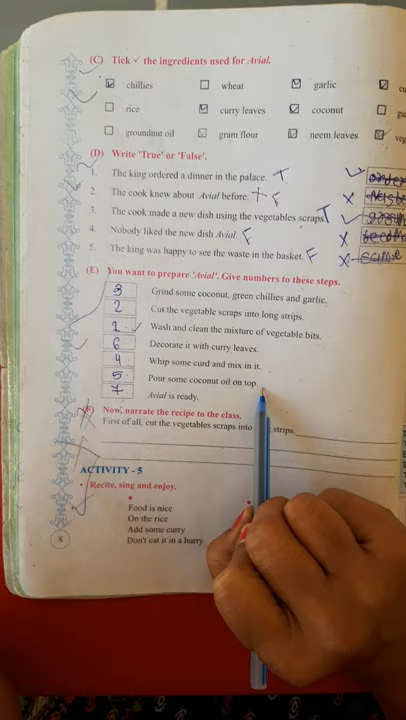 (C) Tick ✓ the ingredients used for Avial.
chillies wheat garlic
rice curry leaves coconut
groundnut oil gram flour neem leaves
(D) Write 'True' or 'False'.
1. The king ordered a dinner in the palace. T
2. The cook knew about Avial before. F
3. The cook made a new dish using the vegetables scraps. T
4. Nobody liked the new dish Avial. F
5. The king was happy to see the waste in the basket. F
(E) You want to prepare 'Avial'. Give numbers to these steps.
3 Grind some coconut, green chillies and garlic.
2 Cut the vegetable scraps into long strips.
1 Wash and clean the mixture of vegetable bits.
6 Decorate it with curry leaves.
4 Whip some curd and mix in it.
5 Pour some coconut oil on top.
7 Avial is ready.
(F) Now, narrate the recipe to the class.
First of all, cut the vegetables scraps into strips.
ACTIVITY - 5
• Recite, sing and enjoy.
Food is nice
On the rice
Add some curry
Don't eat it in a hurry
8